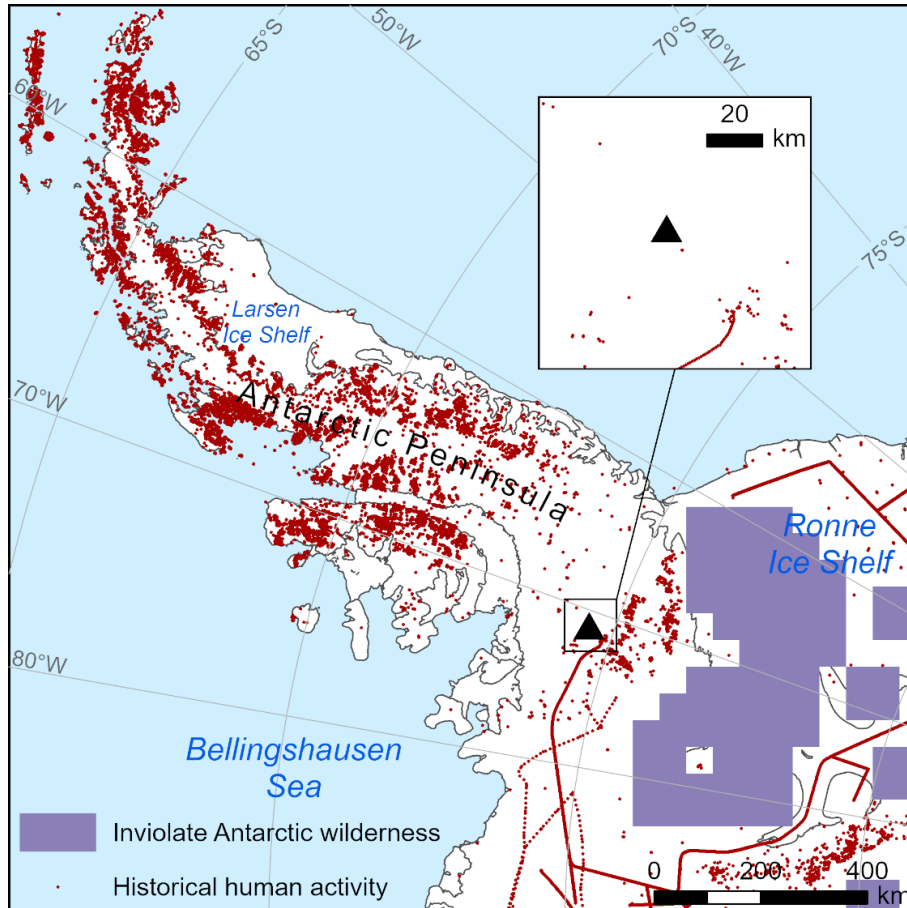 50°W
65°S
70°S
40°W
60°W
20
km
75°S
Larsen
Ice Shelf
70°W
Antarctic Peninsula
Ronne
Ice Shelf
80°W
Bellingshausen
Sea
Inviolate Antarctic wilderness
Historical human activity
0 200 400
km